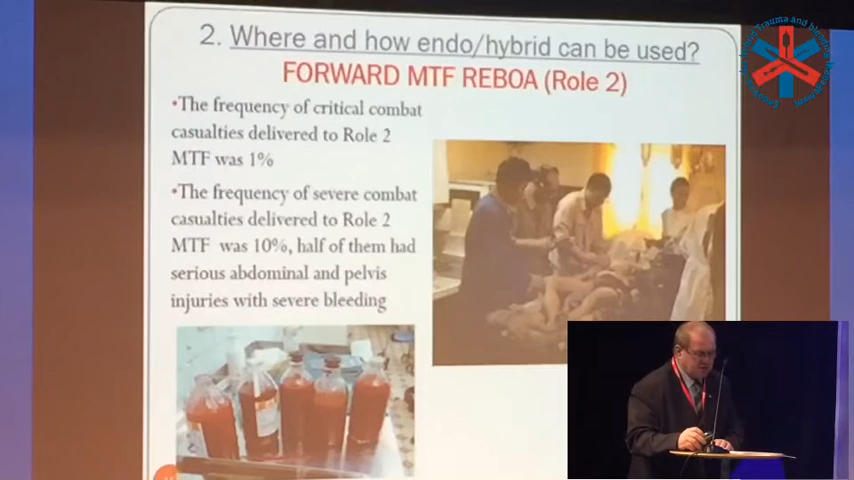 2. Where and how endo/hybrid can be used?
FORWARD MTF REBOA (Role 2)
•The frequency of critical combat
casualties delivered to Role 2
MTF was 1%
•The frequency of severe combat
casualties delivered to Role 2
MTF was 10%, half of them had
serious abdominal and pelvis
injuries with severe bleeding